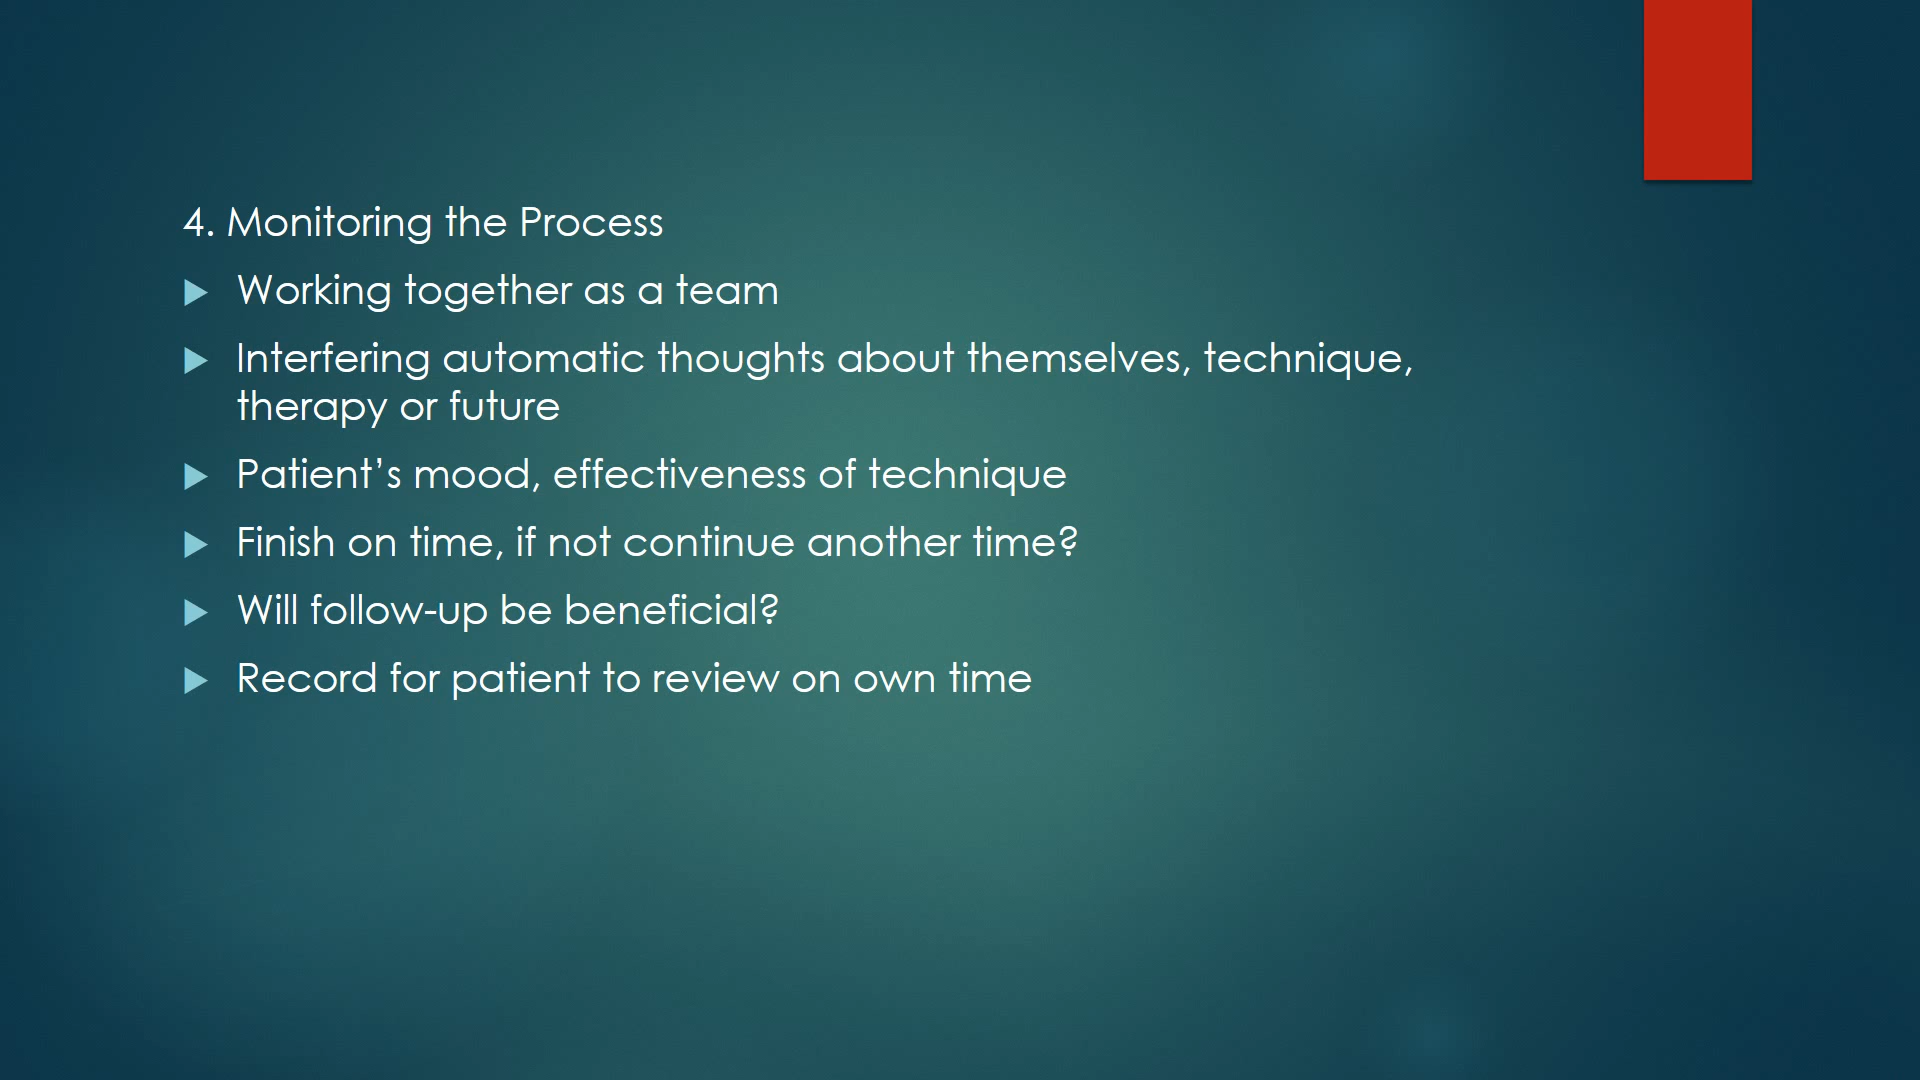 4. Monitoring the Process
Working together as a team
Interfering automatic thoughts about themselves, technique,
therapy or future
Patient’s mood, effectiveness of technique
Finish on time, if not continue another time?
Will follow-up be beneficial?
Record for patient to review on own time